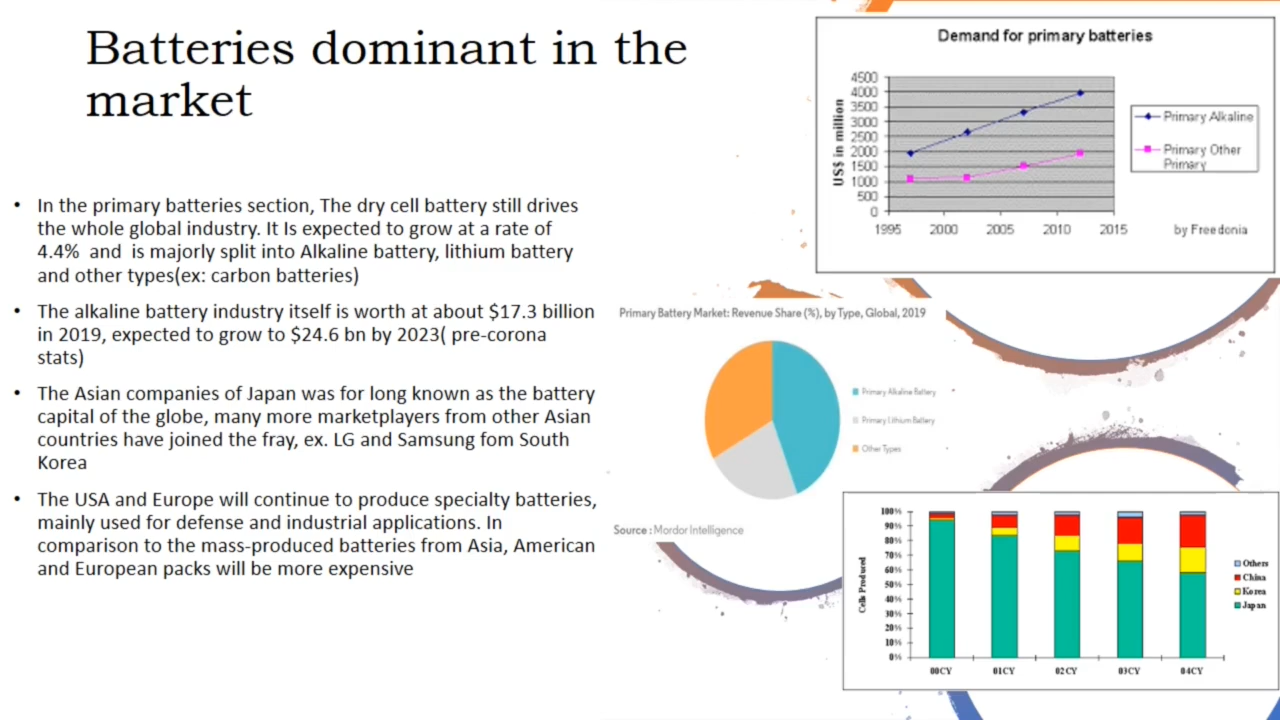 Batteries dominant in the
market
• In the primary batteries section, The dry cell battery still drives
the whole global industry. It Is expected to grow at a rate of
4.4% and is majorly split into Alkaline battery, lithium battery
and other types(ex: carbon batteries)
• The alkaline battery industry itself is worth at about $17.3 billion
in 2019, expected to grow to $24.6 bn by 2023( pre-corona
stats)
• The Asian companies of Japan was for long known as the battery
capital of the globe, many more marketplayers from other Asian
countries have joined the fray, ex. LG and Samsung fom South
Korea
• The USA and Europe will continue to produce specialty batteries,
mainly used for defense and industrial applications. In
comparison to the mass-produced batteries from Asia, American
and European packs will be more expensive
Demand for primary batteries
US$ in million
4500
4000
3500
3000
2500
2000
1500
1000
500
0
1995 2000 2005 2010 2015
Primary Alkaline
Primary Other
Primary
by Freedonia
Primary Battery Market: Revenue Share (%), by Type, Global, 2019
Primary Alkaline Battery
Primary Lithium Battery
Other Types
Source : Mordor Intelligence
Cells Produced
100%
90%
80%
70%
60%
50%
40%
30%
20%
10%
0%
00CY 01CY 02CY 03CY 04CY
Others
China
Korea
Japan